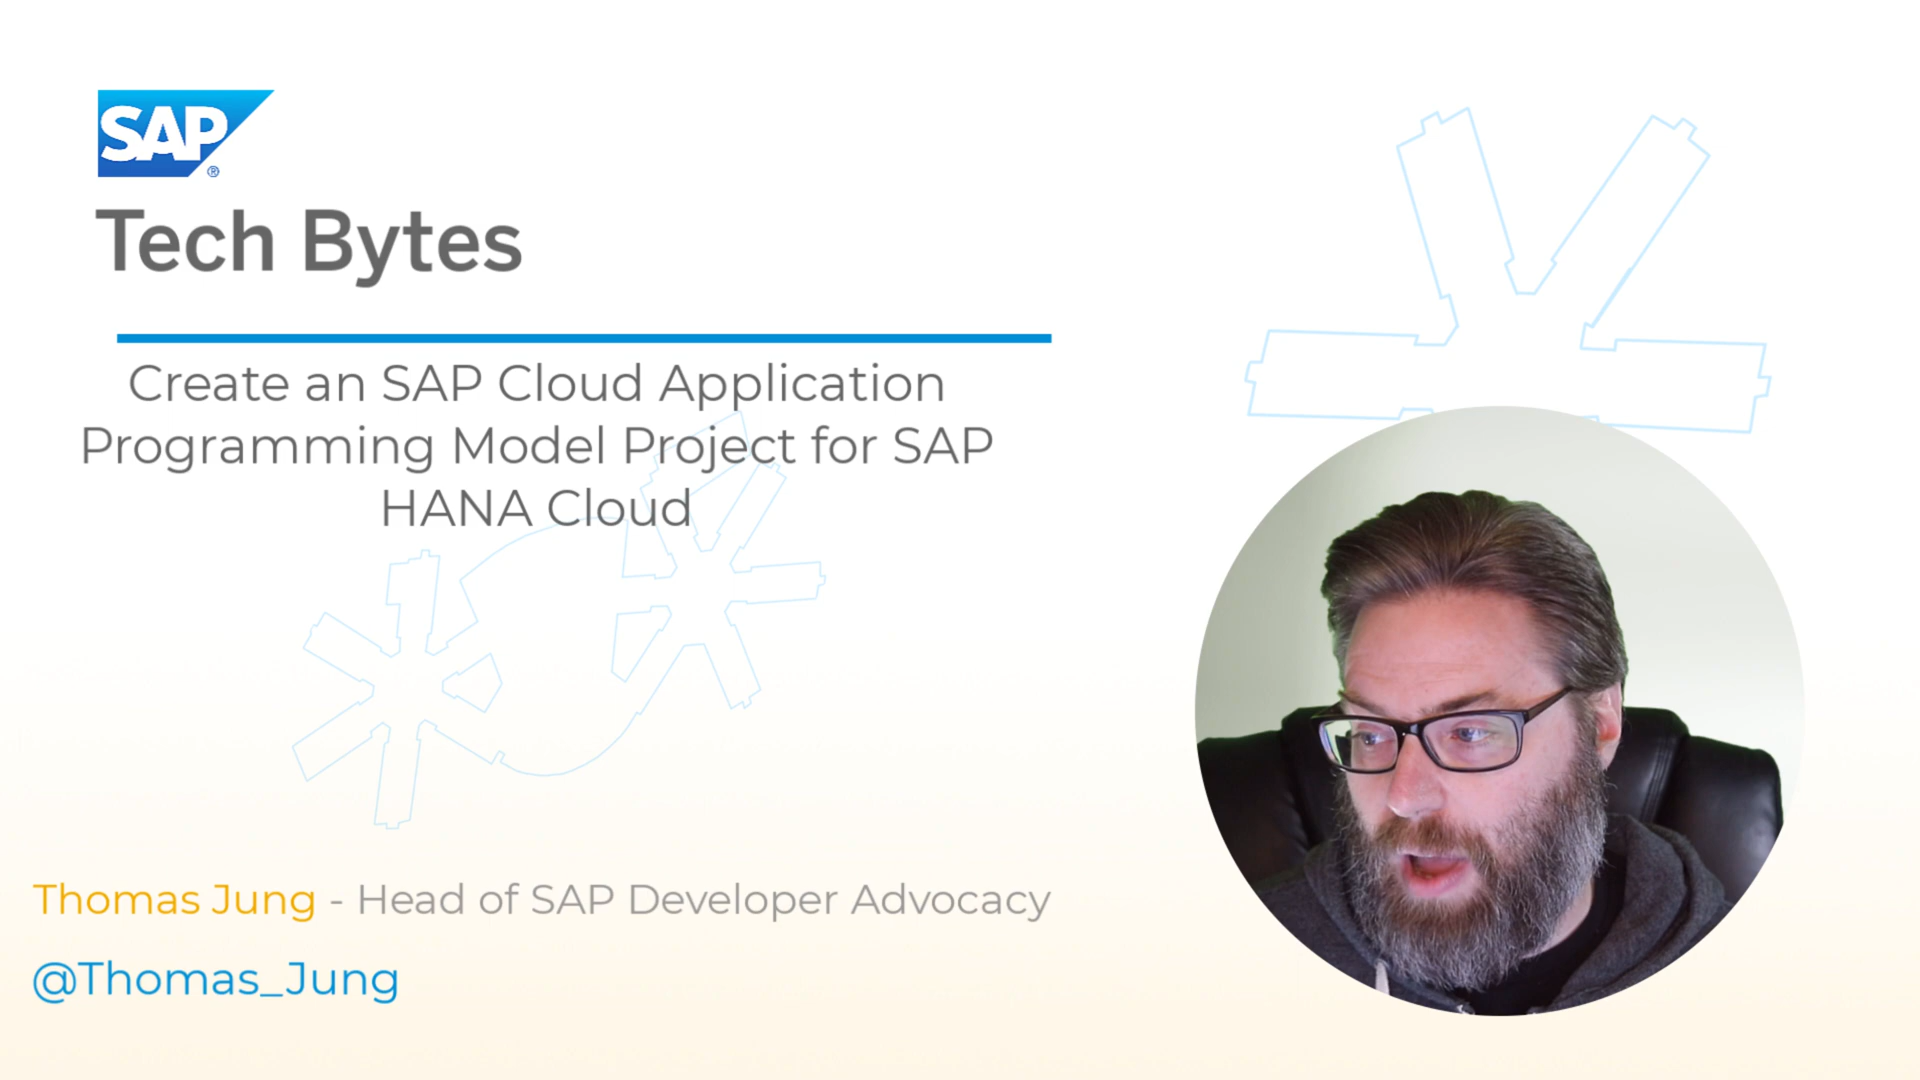 SAP
®
Tech Bytes
Create an SAP Cloud Application
Programming Model Project for SAP
HANA Cloud
Thomas Jung - Head of SAP Developer Advocacy
@Thomas_Jung